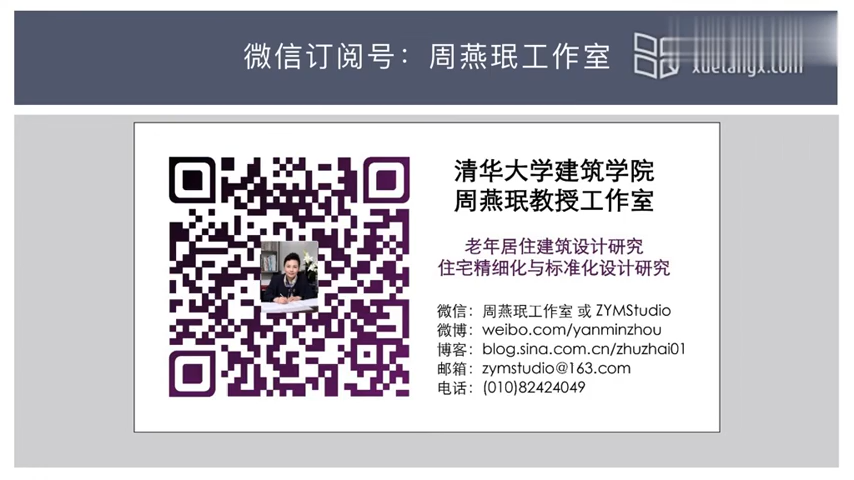 微信订阅号：周燕珉工作室
xuetangx.com
清华大学建筑学院
周燕珉教授工作室
老年居住建筑设计研究
住宅精细化与标准化设计研究
微信：周燕珉工作室 或 ZYMStudio
微博：weibo.com/yanminzhou
博客：blog.sina.com.cn/zhuzhai01
邮箱：zymstudio@163.com
电话：(010)82424049